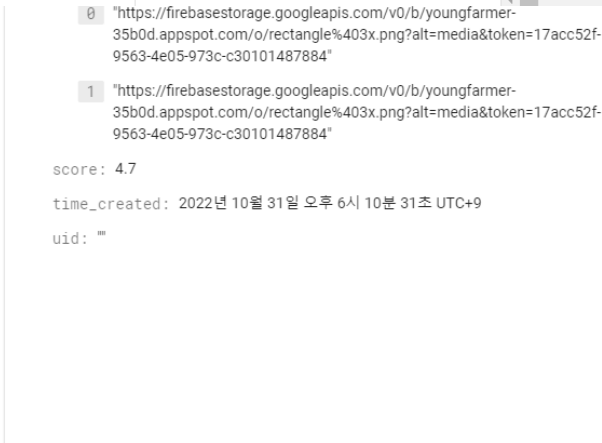 0 "https://firebasestorage.googleapis.com/v0/b/youngfarmer-
35b0d.appspot.com/o/rectangle%403x.png?alt=media&token=17acc52f-
9563-4e05-973c-c30101487884"
1 "https://firebasestorage.googleapis.com/v0/b/youngfarmer-
35b0d.appspot.com/o/rectangle%403x.png?alt=media&token=17acc52f-
9563-4e05-973c-c30101487884"
score: 4.7
time_created: 2022년 10월 31일 오후 6시 10분 31초 UTC+9
uid: ""